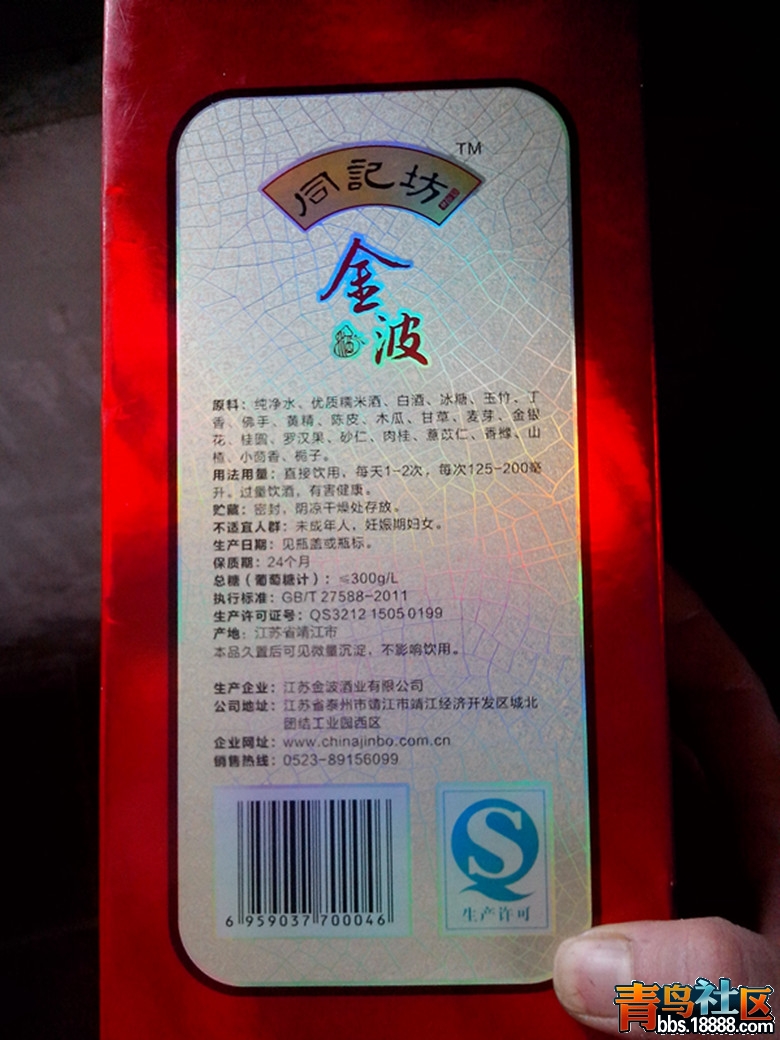 同記坊 TM
金
波
原料：纯净水、优质糯米酒、白酒、冰糖、玉竹、丁
香、佛手、黄精、陈皮、木瓜、甘草、麦芽、金银
花、桂圆、罗汉果、砂仁、肉桂、薏苡仁、香橼、山
楂、小茴香、栀子。
用法用量：直接饮用，每天1-2次，每次125-200毫
升。过量饮酒，有害健康。
贮藏：密封，阴凉干燥处存放。
不适宜人群：未成年人，妊娠期妇女。
生产日期：见瓶盖或瓶标。
保质期：24个月
总糖（葡萄糖计）：≤300g/L
执行标准：GB/T 27588-2011
生产许可证号：QS3212 1505 0199
产地：江苏省靖江市
本品久置后可见微量沉淀，不影响饮用。
生产企业：江苏金波酒业有限公司
公司地址：江苏省泰州市靖江市靖江经济开发区城北
团结工业园西区
企业网址：www.chinajinbo.com.cn
销售热线：0523-89156099
6 959037 700046
生产许可
青鸟社区
bbs.18888.com